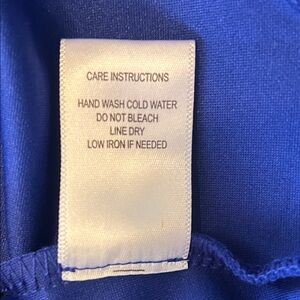 CARE INSTRUCTIONS
HAND WASH COLD WATER
DO NOT BLEACH
LINE DRY
LOW IRON IF NEEDED